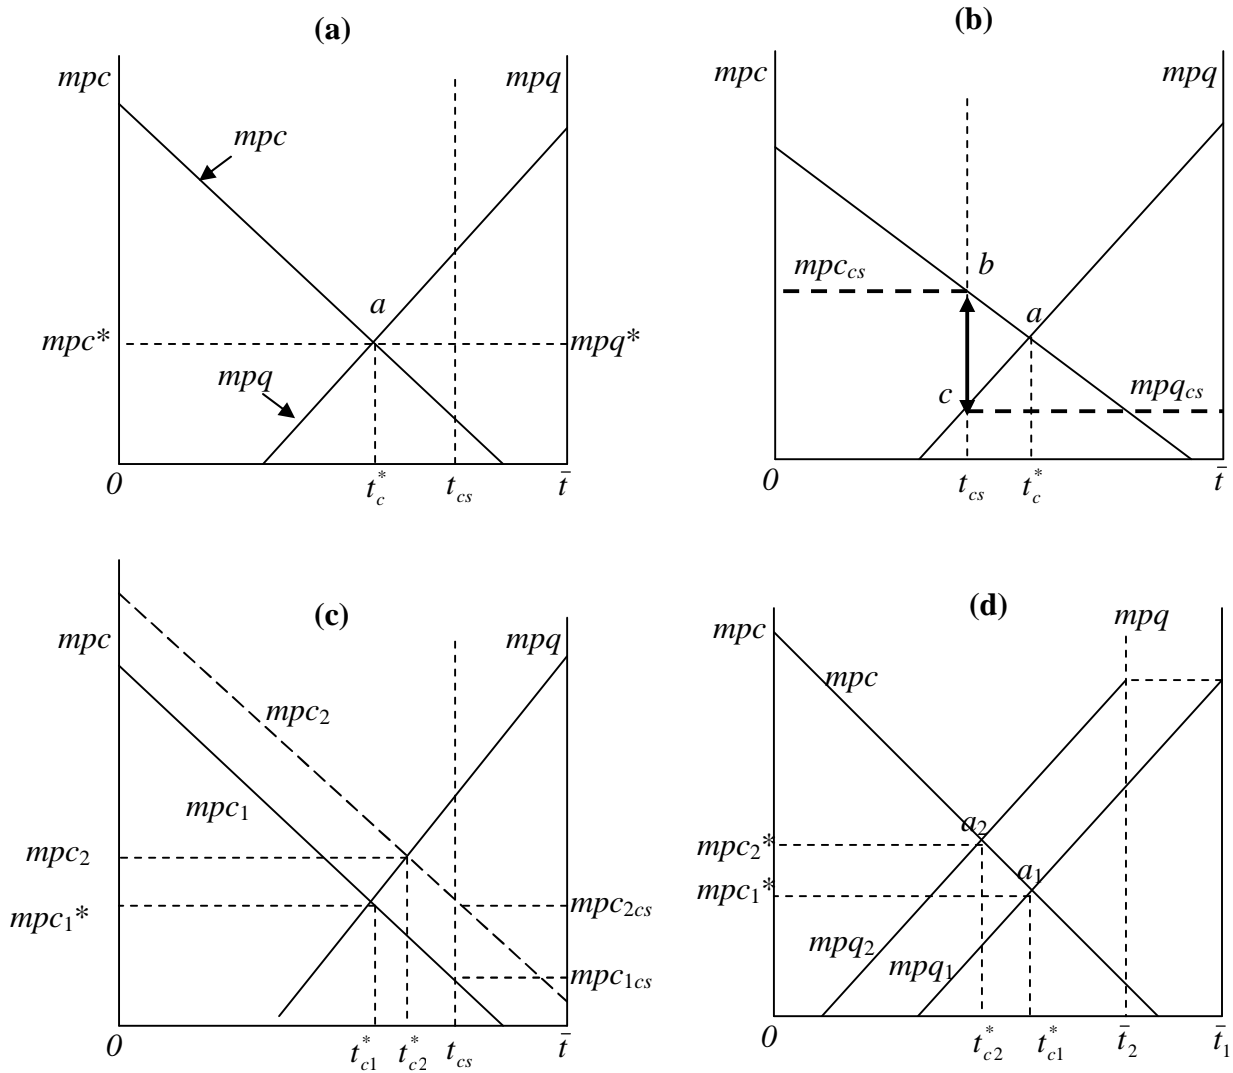 (a)
mpc
mpq
mpc
a
mpc*
mpq*
mpq
0
t*c
tcs
t̄
(b)
mpc
mpq
mpccs
b
a
c
mpqcs
0
tcs
t*c
t̄
(c)
mpc
mpq
mpc2
mpc1
mpc2
mpc1*
mpc2cs
mpc1cs
0
t*c1
t*c2
tcs
t̄
(d)
mpc
mpq
mpc
a2
mpc2*
a1
mpc1*
mpq2
mpq1
0
t*c2
t*c1
t̄2
t̄1